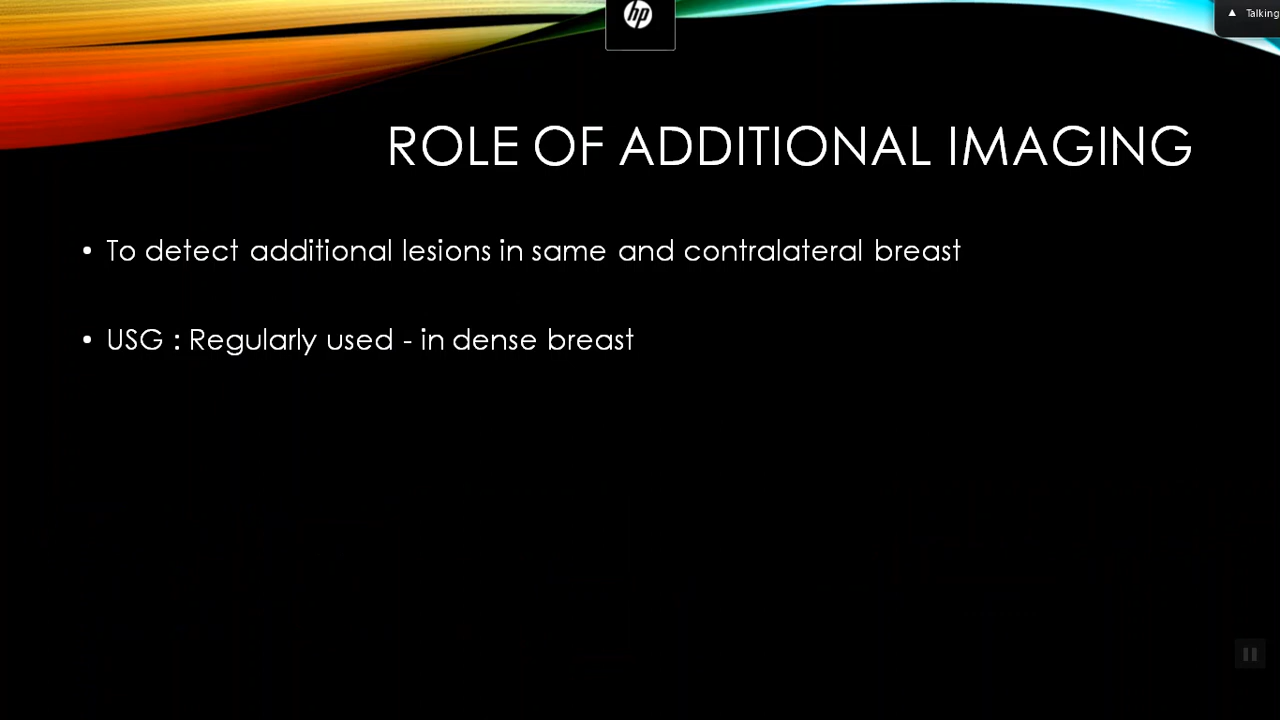 hp
Talking
ROLE OF ADDITIONAL IMAGING
• To detect additional lesions in same and contralateral breast
• USG : Regularly used - in dense breast